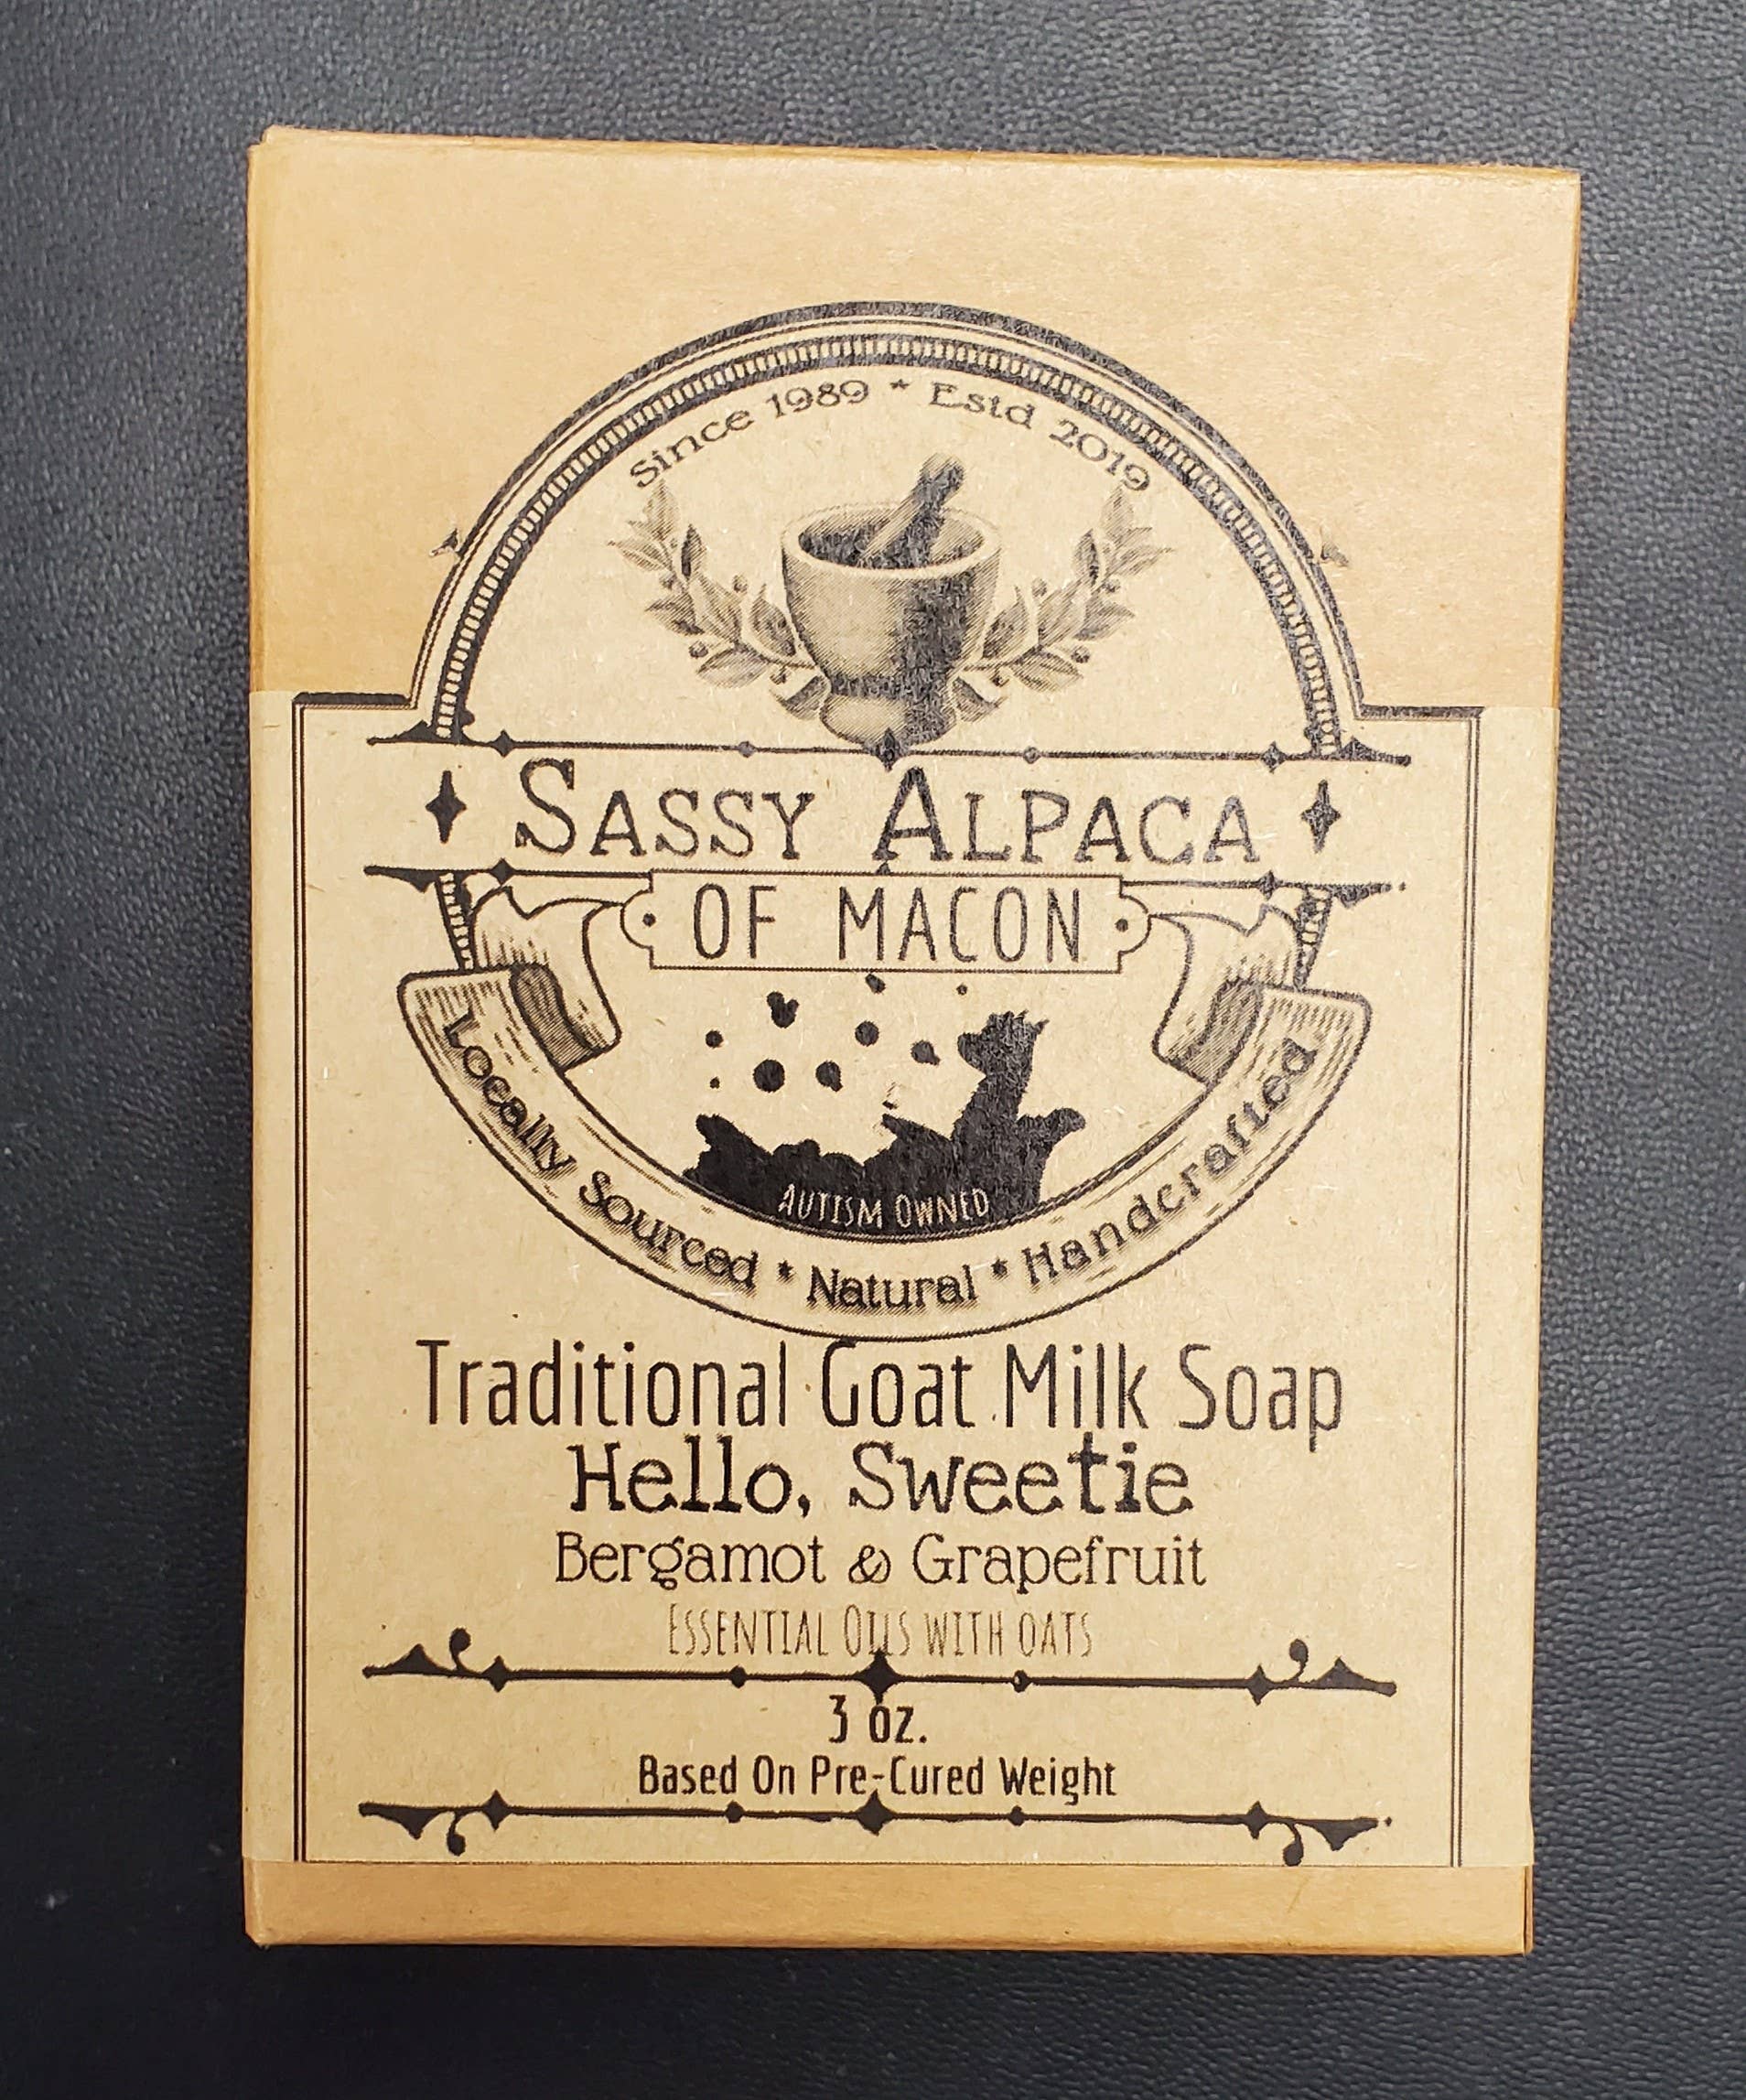 Since 1989 * Estd 2019
SASSY ALPACA
OF MACON
AUTISM OWNED
Locally Sourced * Natural * Handcrafted
Traditional Goat Milk Soap
Hello, Sweetie
Bergamot & Grapefruit
ESSENTIAL OILS WITH OATS
3 oz.
Based On Pre-Cured Weight